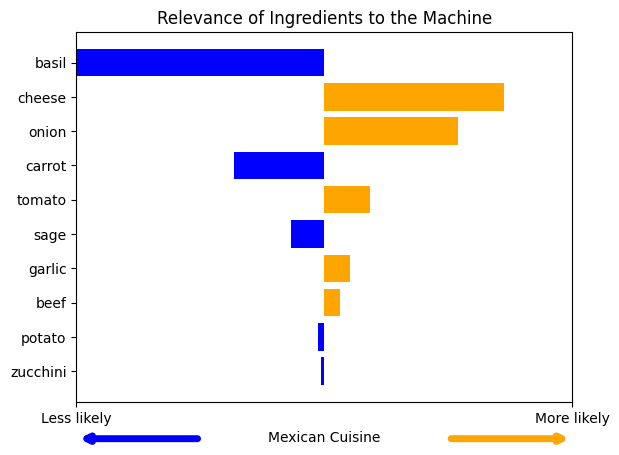 Relevance of Ingredients to the Machine
basil
cheese
onion
carrot
tomato
sage
garlic
beef
potato
zucchini
Less likely
More likely
Mexican Cuisine